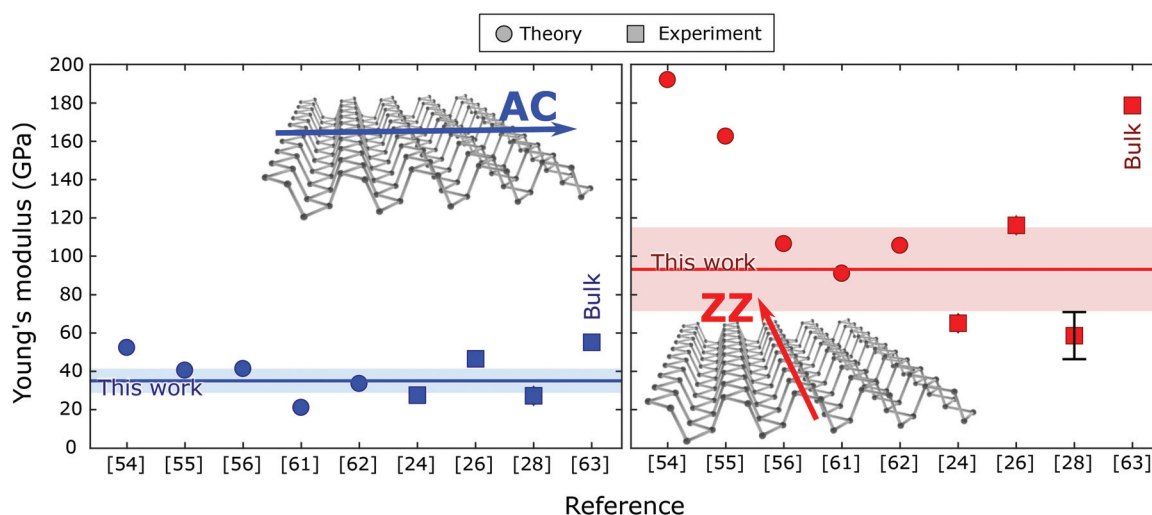 Theory Experiment
Young's modulus (GPa)
200
180
160
140
120
100
80
60
40
20
0
AC
This work
Bulk
[54] [55] [56] [61] [62] [24] [26] [28] [63]
This work
ZZ
Bulk
[54] [55] [56] [61] [62] [24] [26] [28] [63]
Reference